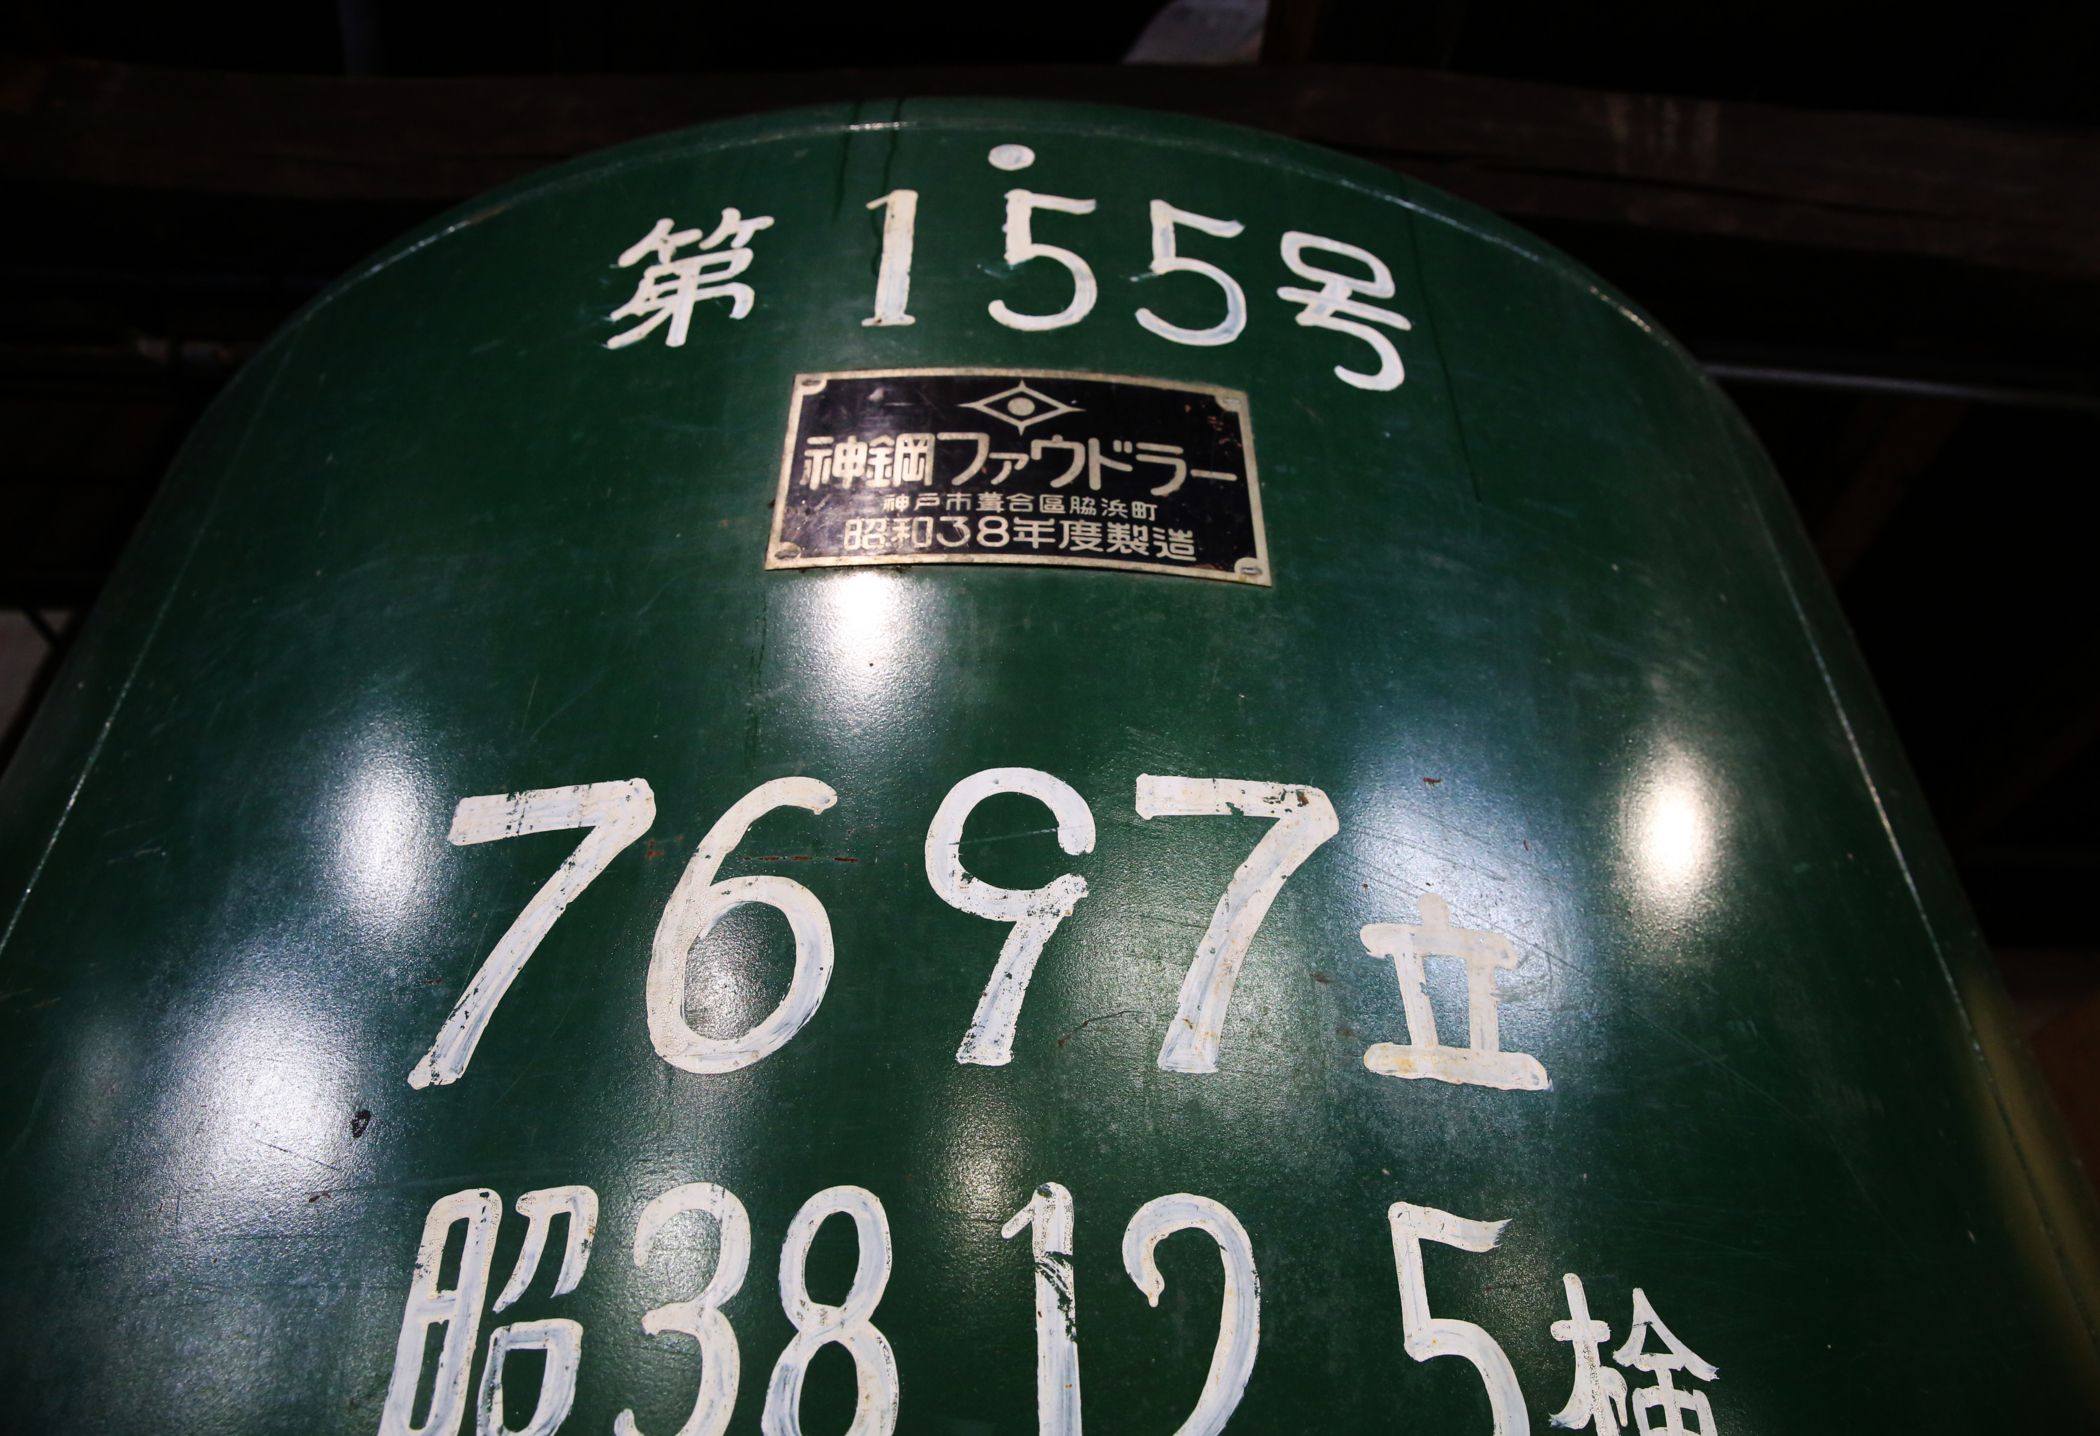 第155号
神鋼ファウドラー
神戸市葺合區脇浜町
昭和38年度製造
7697立
昭38 12 5検